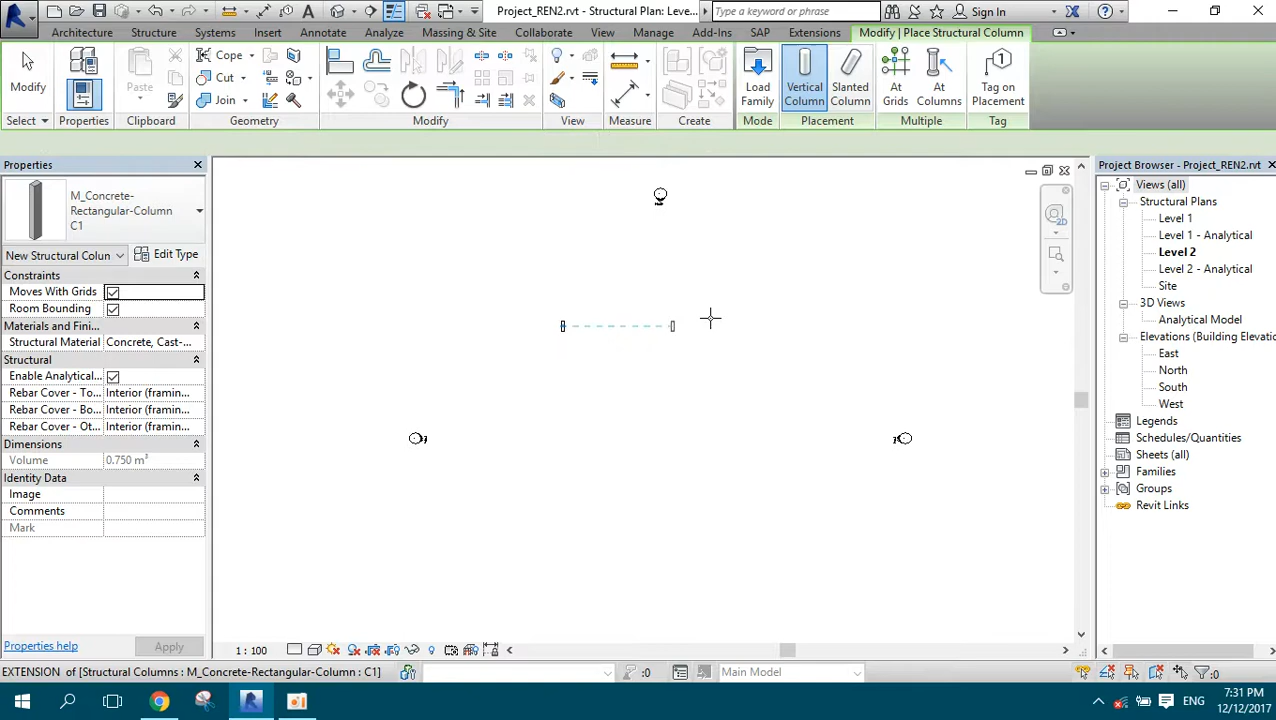 Project_REN2.rvt - Structural Plan: Leve...
Type a keyword or phrase
Sign In
Architecture Structure Systems Insert Annotate Analyze Massing & Site Collaborate View Manage Add-Ins SAP Extensions Modify | Place Structural Column
Modify
Properties
Paste
Cope
Cut
Join
Load Family
Vertical Column
Slanted Column
At Grids
At Columns
Tag on Placement
Select Properties Clipboard Geometry Modify View Measure Create Mode Placement Multiple Tag
Properties
M_Concrete-
Rectangular-Column
C1
New Structural Colun
Edit Type
Constraints
Moves With Grids
Room Bounding
Materials and Fini...
Structural Material Concrete, Cast-...
Structural
Enable Analytical...
Rebar Cover - To... Interior (framin...
Rebar Cover - Bo... Interior (framin...
Rebar Cover - Ot... Interior (framin...
Dimensions
Volume 0.750 m³
Identity Data
Image
Comments
Mark
Properties help
Apply
2D
Project Browser - Project_REN2.rvt
Views (all)
Structural Plans
Level 1
Level 1 - Analytical
Level 2
Level 2 - Analytical
Site
3D Views
Analytical Model
Elevations (Building Elevatio
East
North
South
West
Legends
Schedules/Quantities
Sheets (all)
Families
Groups
Revit Links
1 : 100
EXTENSION of [Structural Columns : M_Concrete-Rectangular-Column : C1]
:0
Main Model
:0
ENG
7:31 PM
12/12/2017